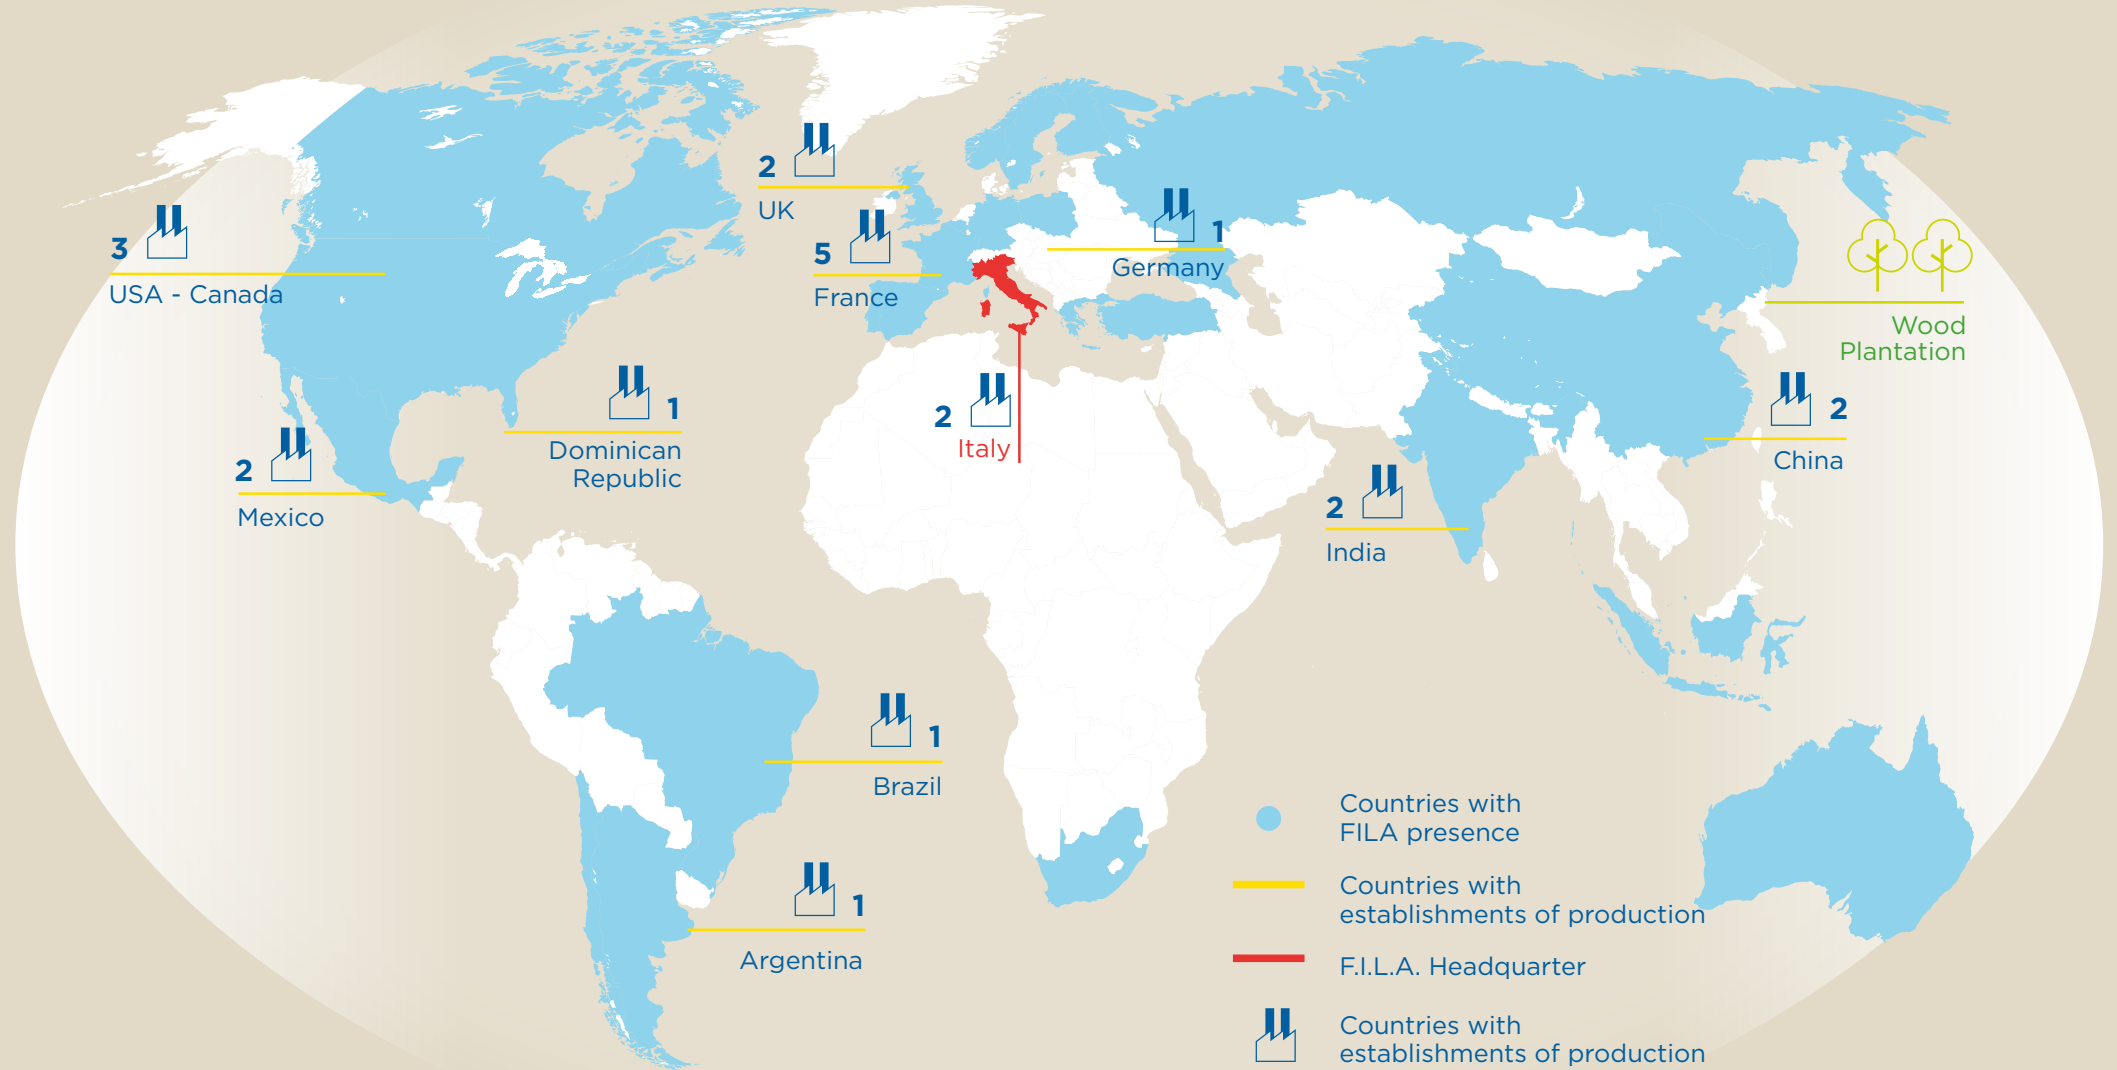 2
UK
3
USA - Canada
5
France
1
Germany
Wood
Plantation
1
Dominican
Republic
2
Italy
2
China
2
Mexico
2
India
1
Brazil
1
Argentina
Countries with
FILA presence
Countries with
establishments of production
F.I.L.A. Headquarter
Countries with
establishments of production